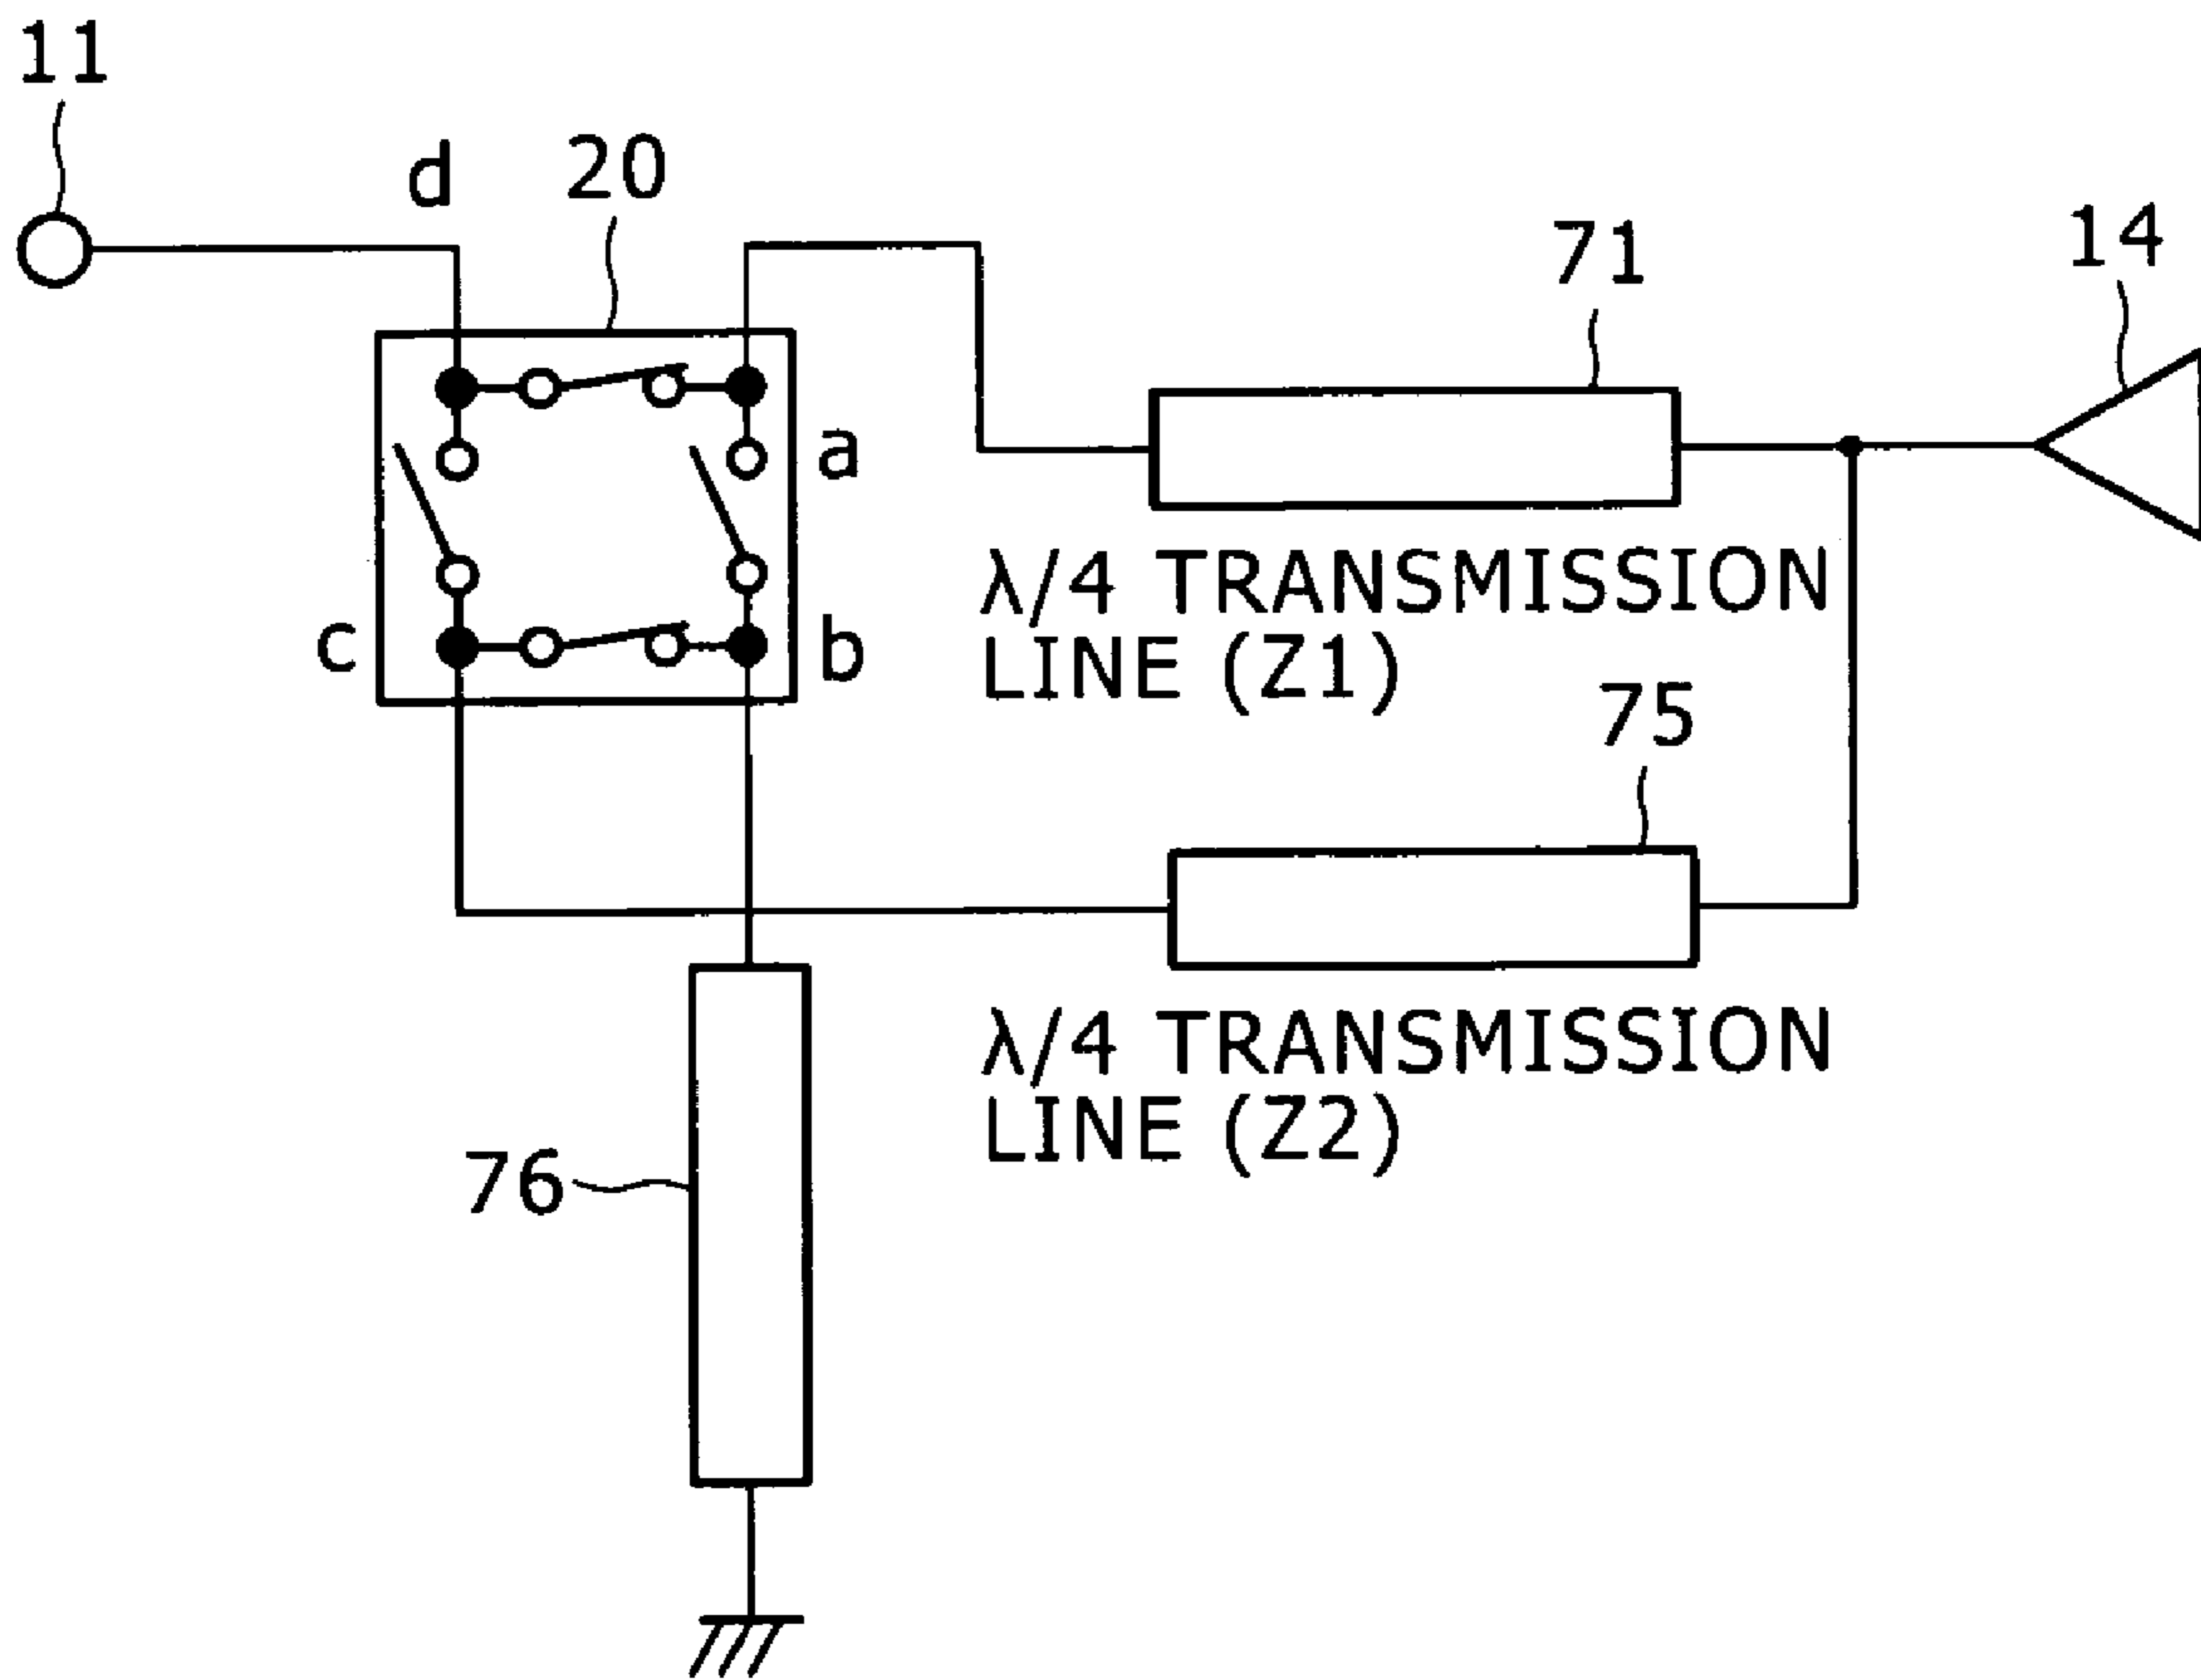 11
d
20
71
14
a
λ/4 TRANSMISSION
LINE (Z1)
c
b
75
λ/4 TRANSMISSION
LINE (Z2)
76